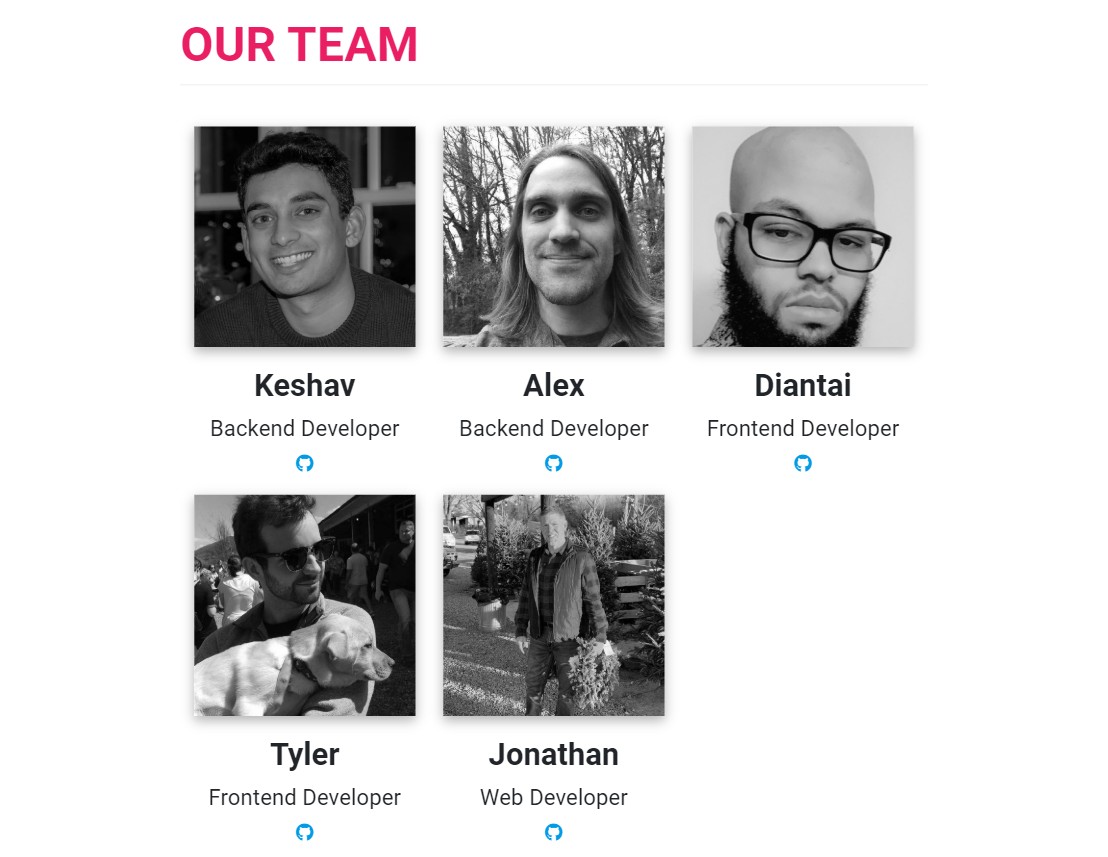 OUR TEAM
Keshav
Backend Developer
Alex
Backend Developer
Diantai
Frontend Developer
Tyler
Frontend Developer
Jonathan
Web Developer